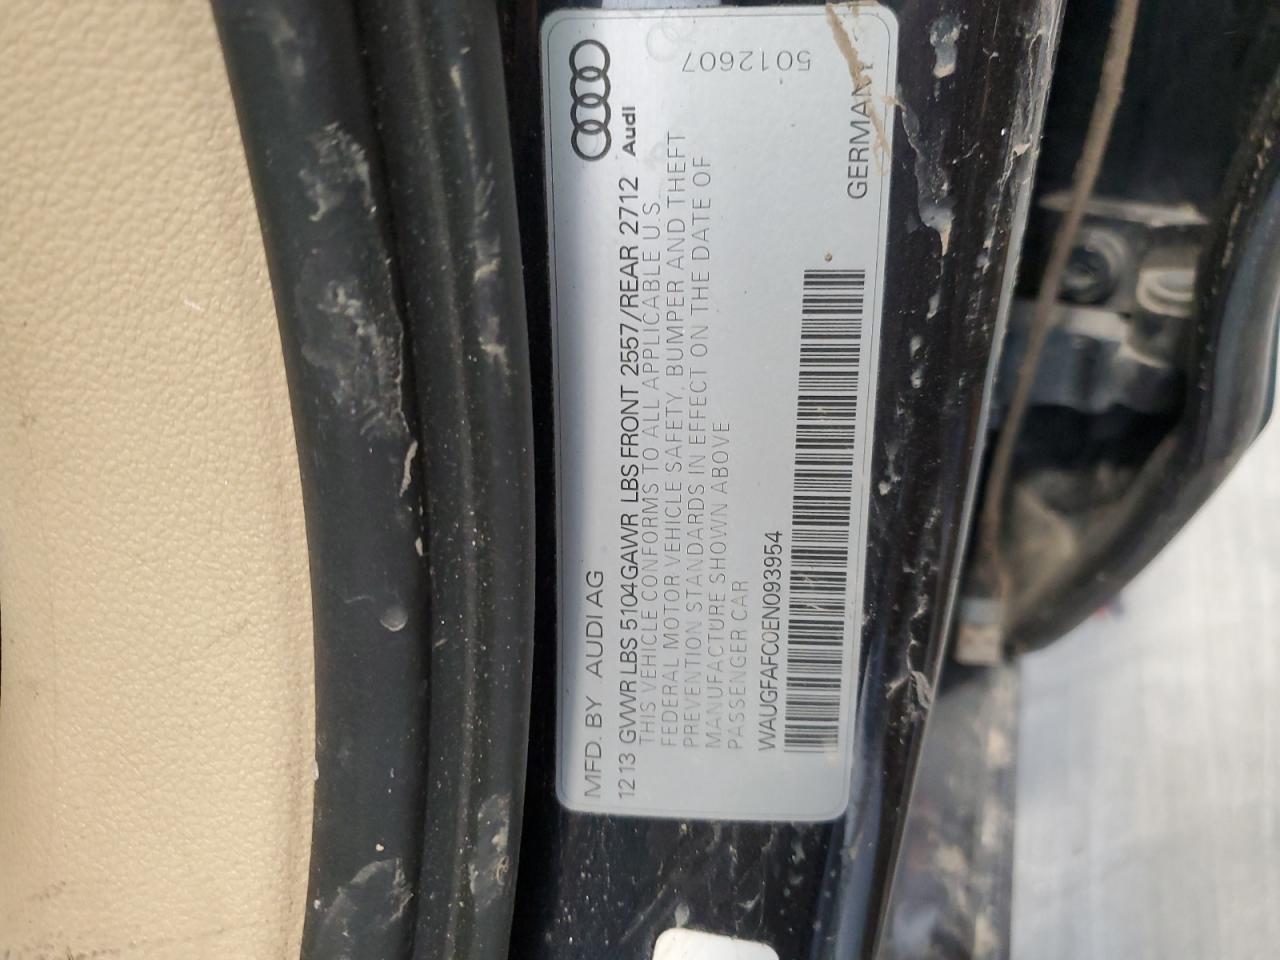 MFD. BY AUDI AG
12 13 GVWR LBS 5104 GAWR LBS FRONT 2557/REAR 2712
Audi
THIS VEHICLE CONFORMS TO ALL APPLICABLE U.S.
FEDERAL MOTOR VEHICLE SAFETY, BUMPER AND THEFT
PREVENTION STANDARDS IN EFFECT ON THE DATE OF
MANUFACTURE SHOWN ABOVE
PASSENGER CAR
WAUGFAFC0EN093954
GERMANY
5012607